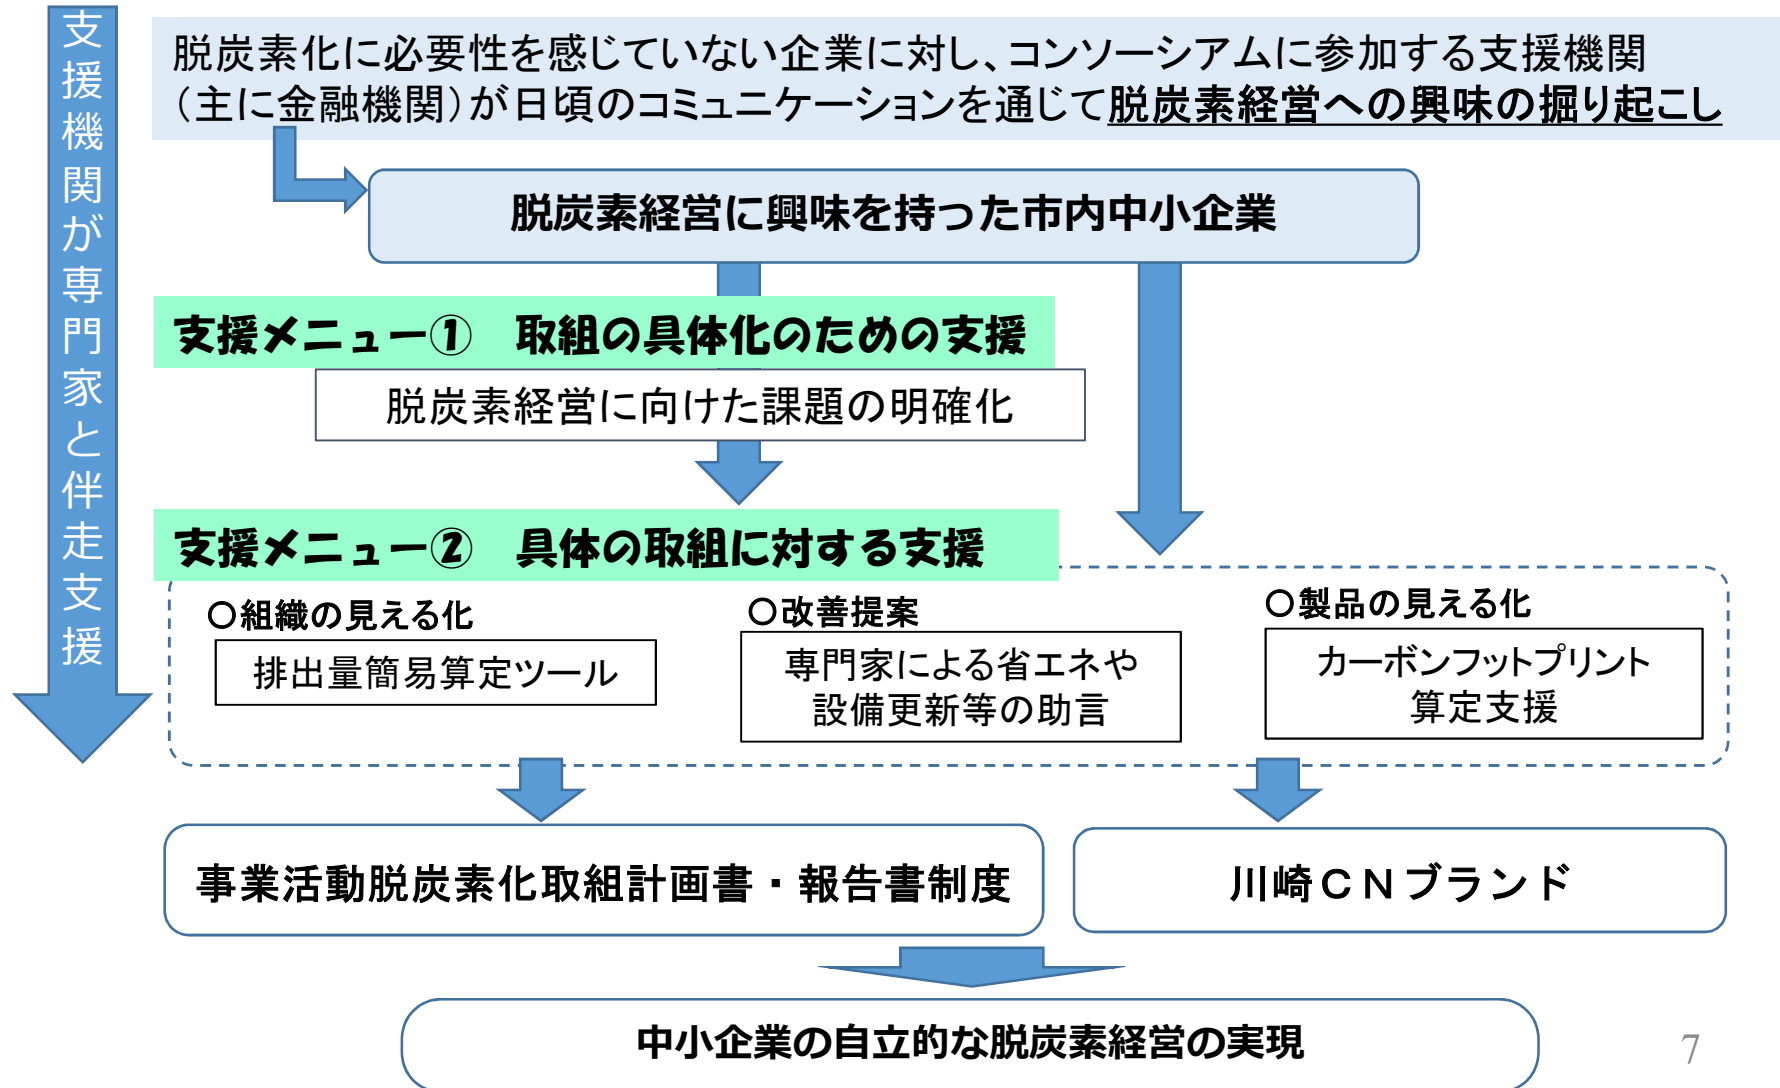 支援機関が専門家と伴走支援
脱炭素化に必要性を感じていない企業に対し、コンソーシアムに参加する支援機関
（主に金融機関）が日頃のコミュニケーションを通じて脱炭素経営への興味の掘り起こし
脱炭素経営に興味を持った市内中小企業
支援メニュー①　取組の具体化のための支援
脱炭素経営に向けた課題の明確化
支援メニュー②　具体の取組に対する支援
〇組織の見える化
排出量簡易算定ツール
〇改善提案
専門家による省エネや
設備更新等の助言
〇製品の見える化
カーボンフットプリント
算定支援
事業活動脱炭素化取組計画書・報告書制度
川崎ＣＮブランド
中小企業の自立的な脱炭素経営の実現
7